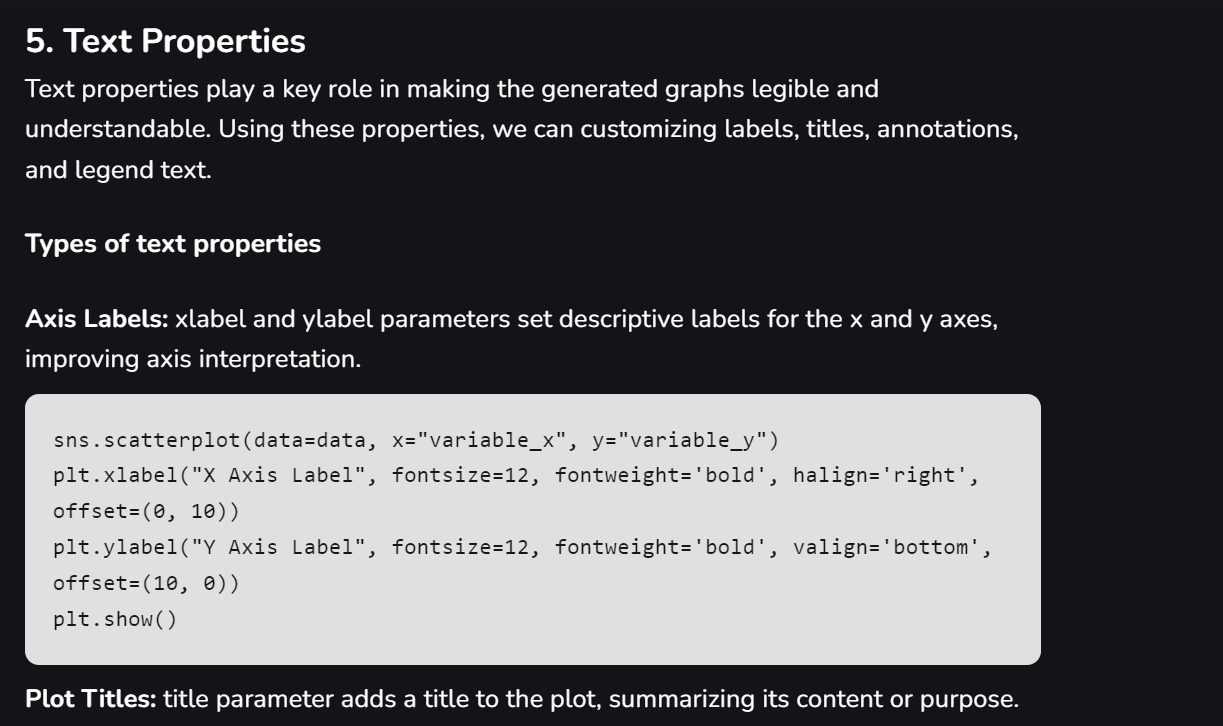 5. Text Properties
Text properties play a key role in making the generated graphs legible and
understandable. Using these properties, we can customizing labels, titles, annotations,
and legend text.
Types of text properties
Axis Labels: xlabel and ylabel parameters set descriptive labels for the x and y axes,
improving axis interpretation.
sns.scatterplot(data=data, x="variable_x", y="variable_y")
plt.xlabel("X Axis Label", fontsize=12, fontweight='bold', halign='right',
offset=(0, 10))
plt.ylabel("Y Axis Label", fontsize=12, fontweight='bold', valign='bottom',
offset=(10, 0))
plt.show()
Plot Titles: title parameter adds a title to the plot, summarizing its content or purpose.